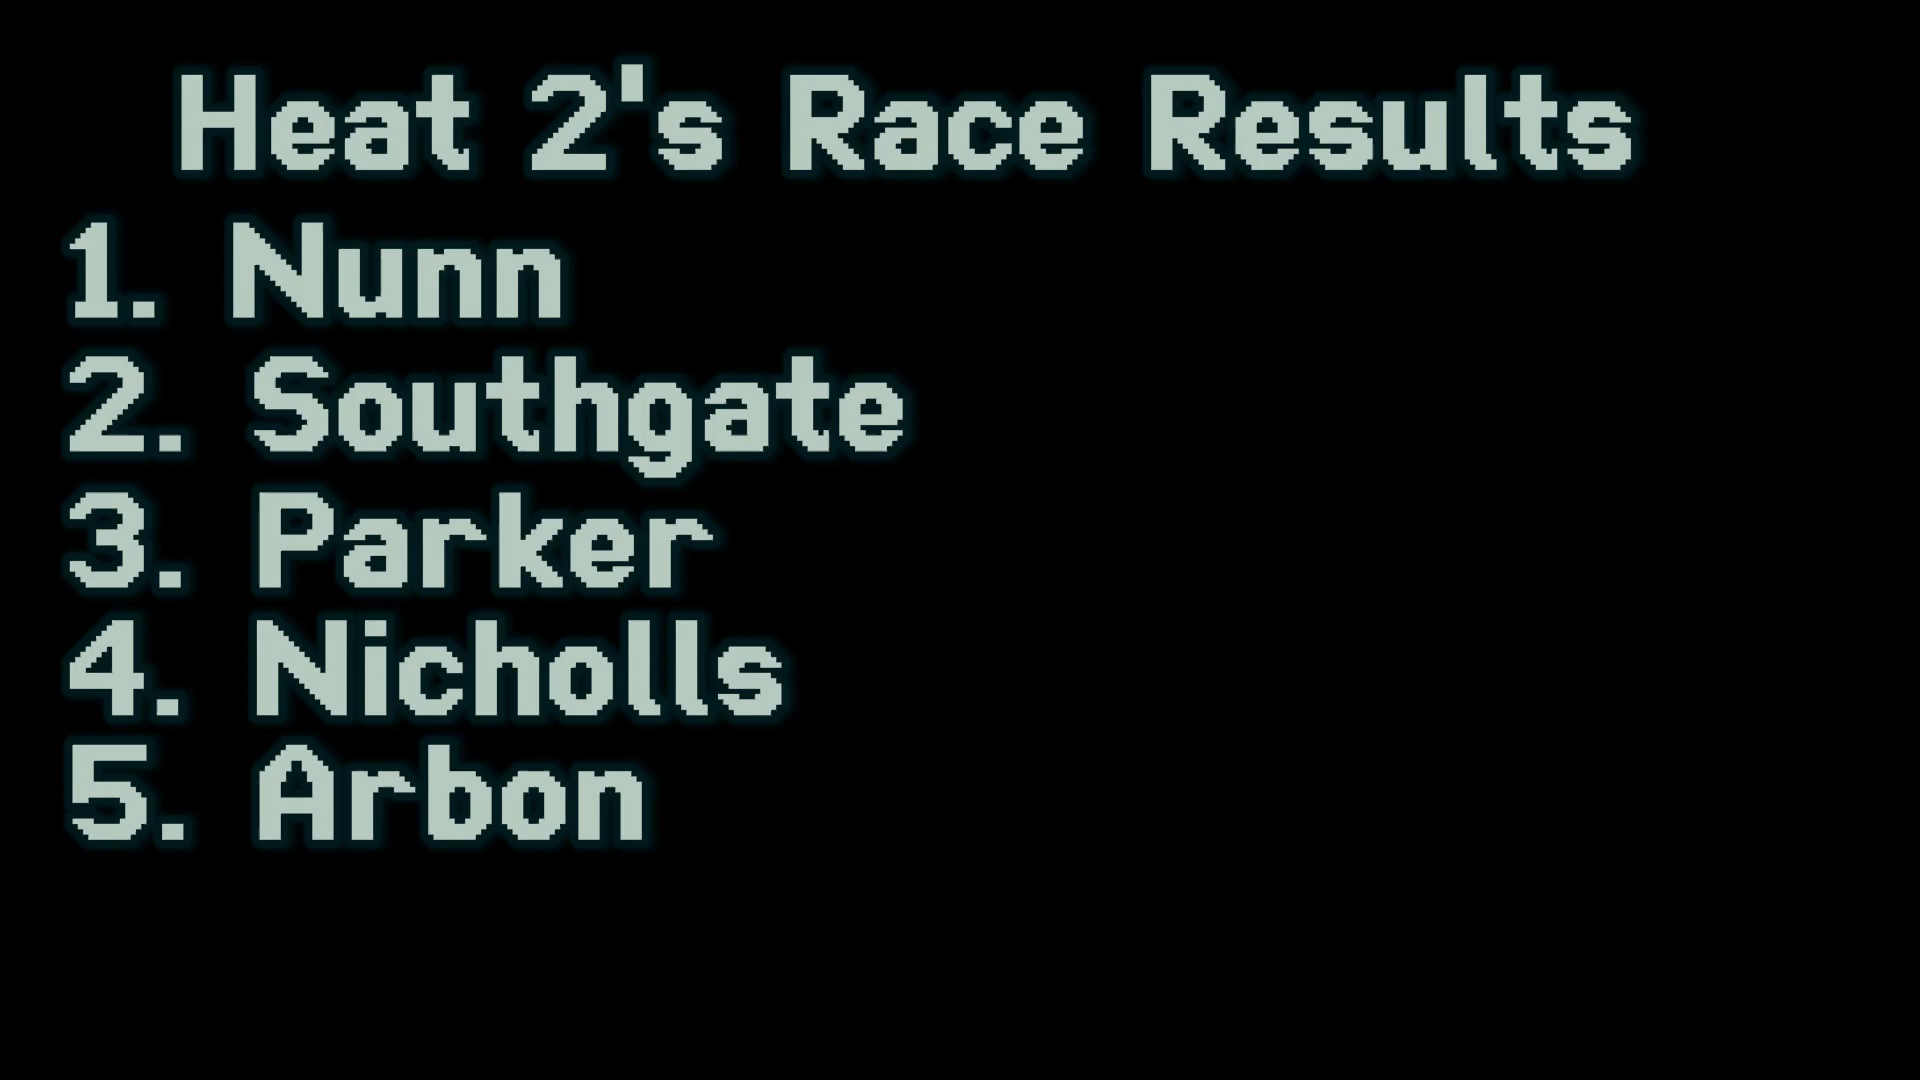 Heat 2's Race Results
1. Nunn
2. Southgate
3. Parker
4. Nicholls
5. Arbon